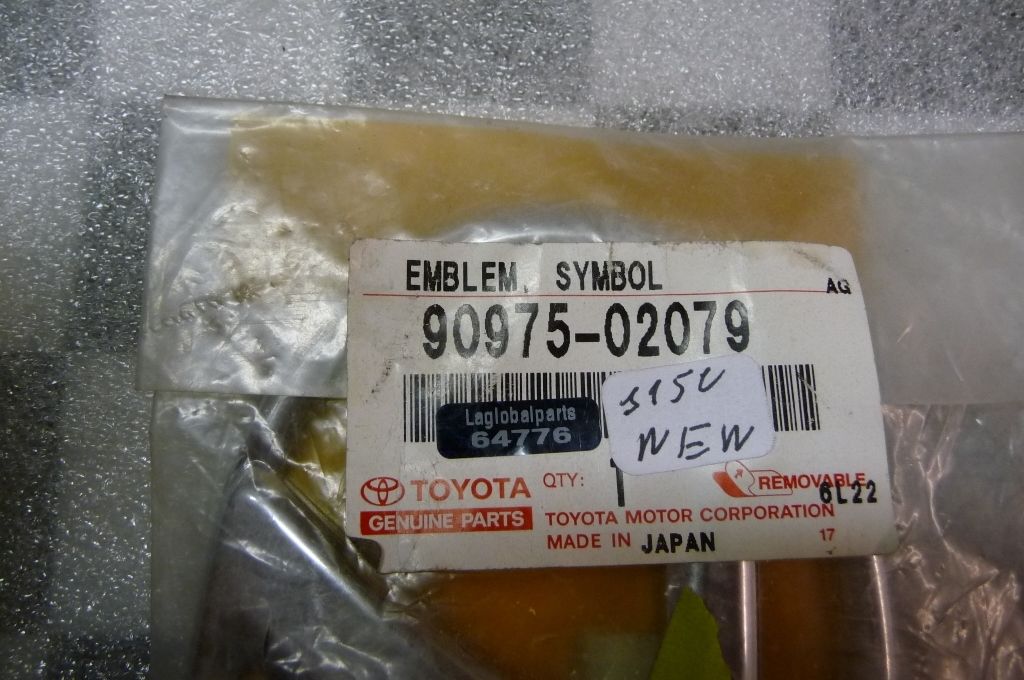 EMBLEM, SYMBOL
AG
90975-02079
Laglobalparts
64776
NEW
TOYOTA
GENUINE PARTS
QTY: 1
REMOVABLE
6L22
TOYOTA MOTOR CORPORATION
MADE IN JAPAN
17